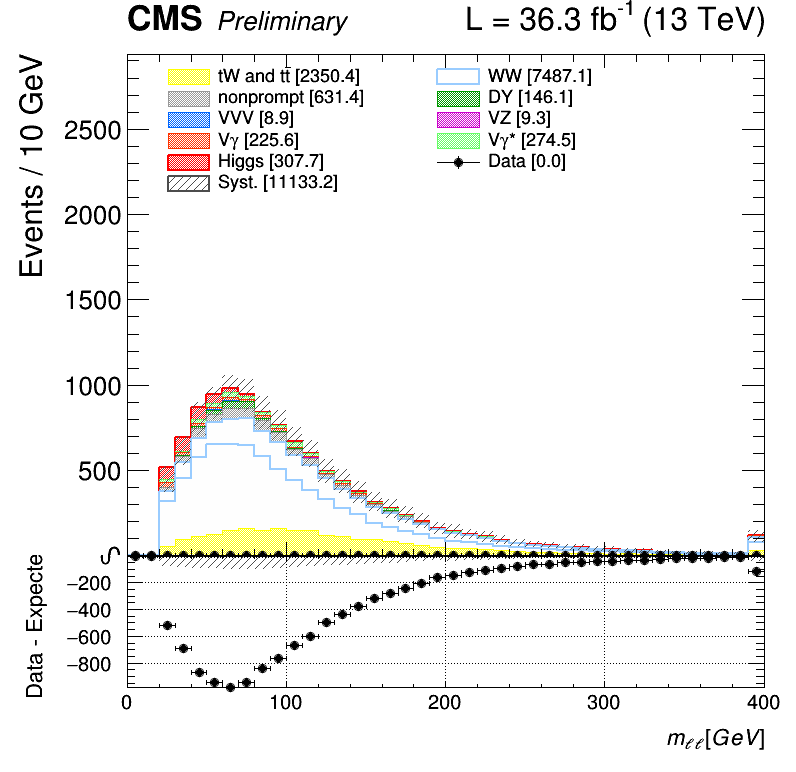 CMS Preliminary L = 36.3 fb⁻¹ (13 TeV)
Events / 10 GeV
tW and tt̄ [2350.4]
nonprompt [631.4]
VVV [8.9]
Vγ [225.6]
Higgs [307.7]
Syst. [11133.2]
WW [7487.1]
DY [146.1]
VZ [9.3]
Vγ* [274.5]
Data [0.0]
2500
2000
1500
1000
500
0
Data - Expecte
−200
−400
−600
−800
0 100 200 300 400
mℓℓ[GeV]